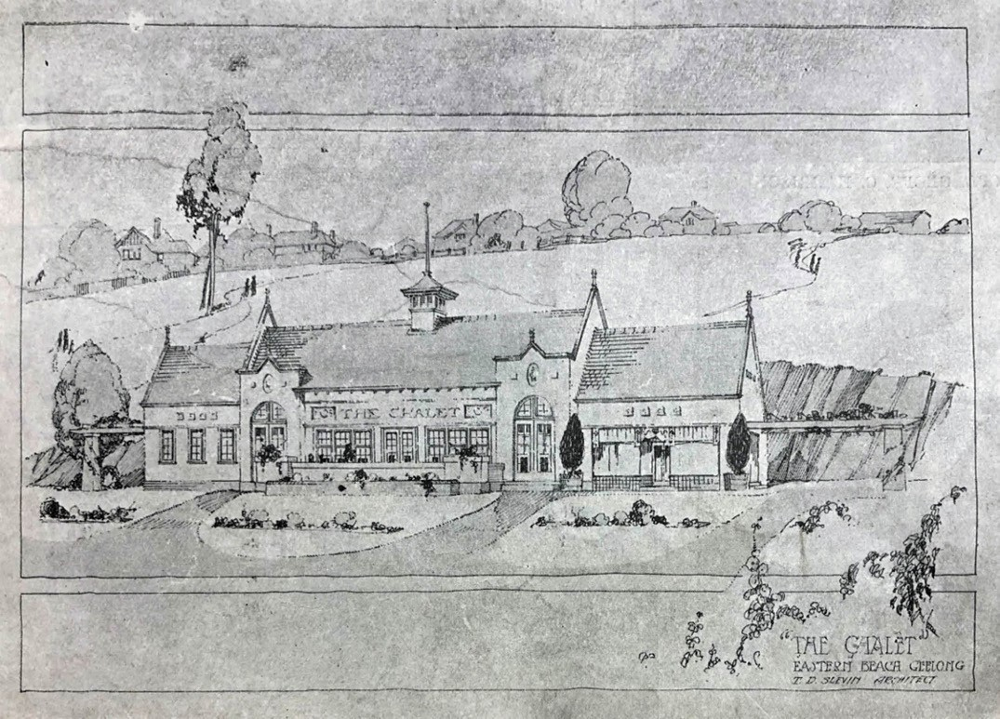 THE CHALET
"THE CHALET"
EASTERN BEACH GEELONG
T. D. SLEVIN ARCHITECT